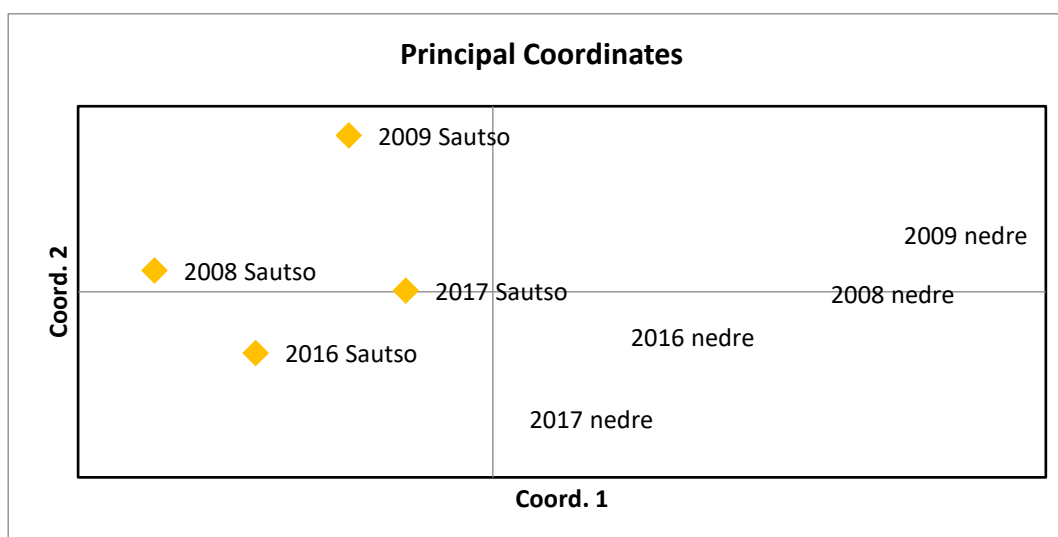 Principal Coordinates
2009 Sautso
2009 nedre
2008 Sautso
2017 Sautso
2008 nedre
2016 nedre
2016 Sautso
2017 nedre
Coord. 2
Coord. 1